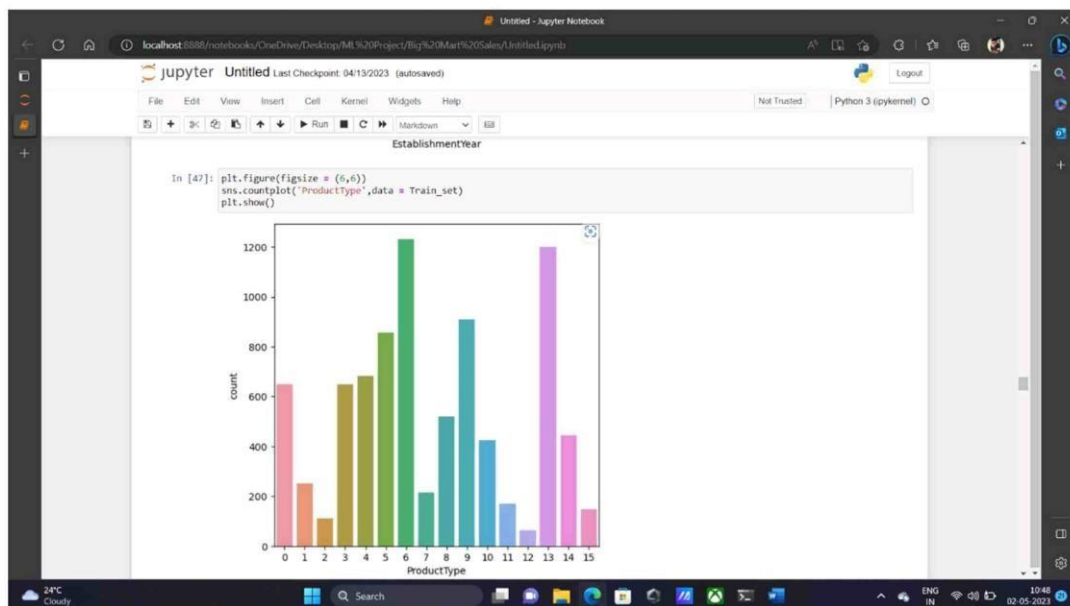 Untitled - Jupyter Notebook
localhost:8888/notebooks/OneDrive/Desktop/ML%20Project/Big%20Mart%20Sales/Untitled.ipynb
jupyter Untitled Last Checkpoint: 04/13/2023 (autosaved)
Logout
File Edit View Insert Cell Kernel Widgets Help
Not Trusted
Python 3 (ipykernel)
Run
Markdown
EstablishmentYear
In [47]: plt.figure(figsize = (6,6))
sns.countplot('ProductType',data = Train_set)
plt.show()
1200
1000
800
600
400
200
0
count
0 1 2 3 4 5 6 7 8 9 10 11 12 13 14 15
ProductType
24°C
Cloudy
Search
ENG
IN
10:48
02-05-2023